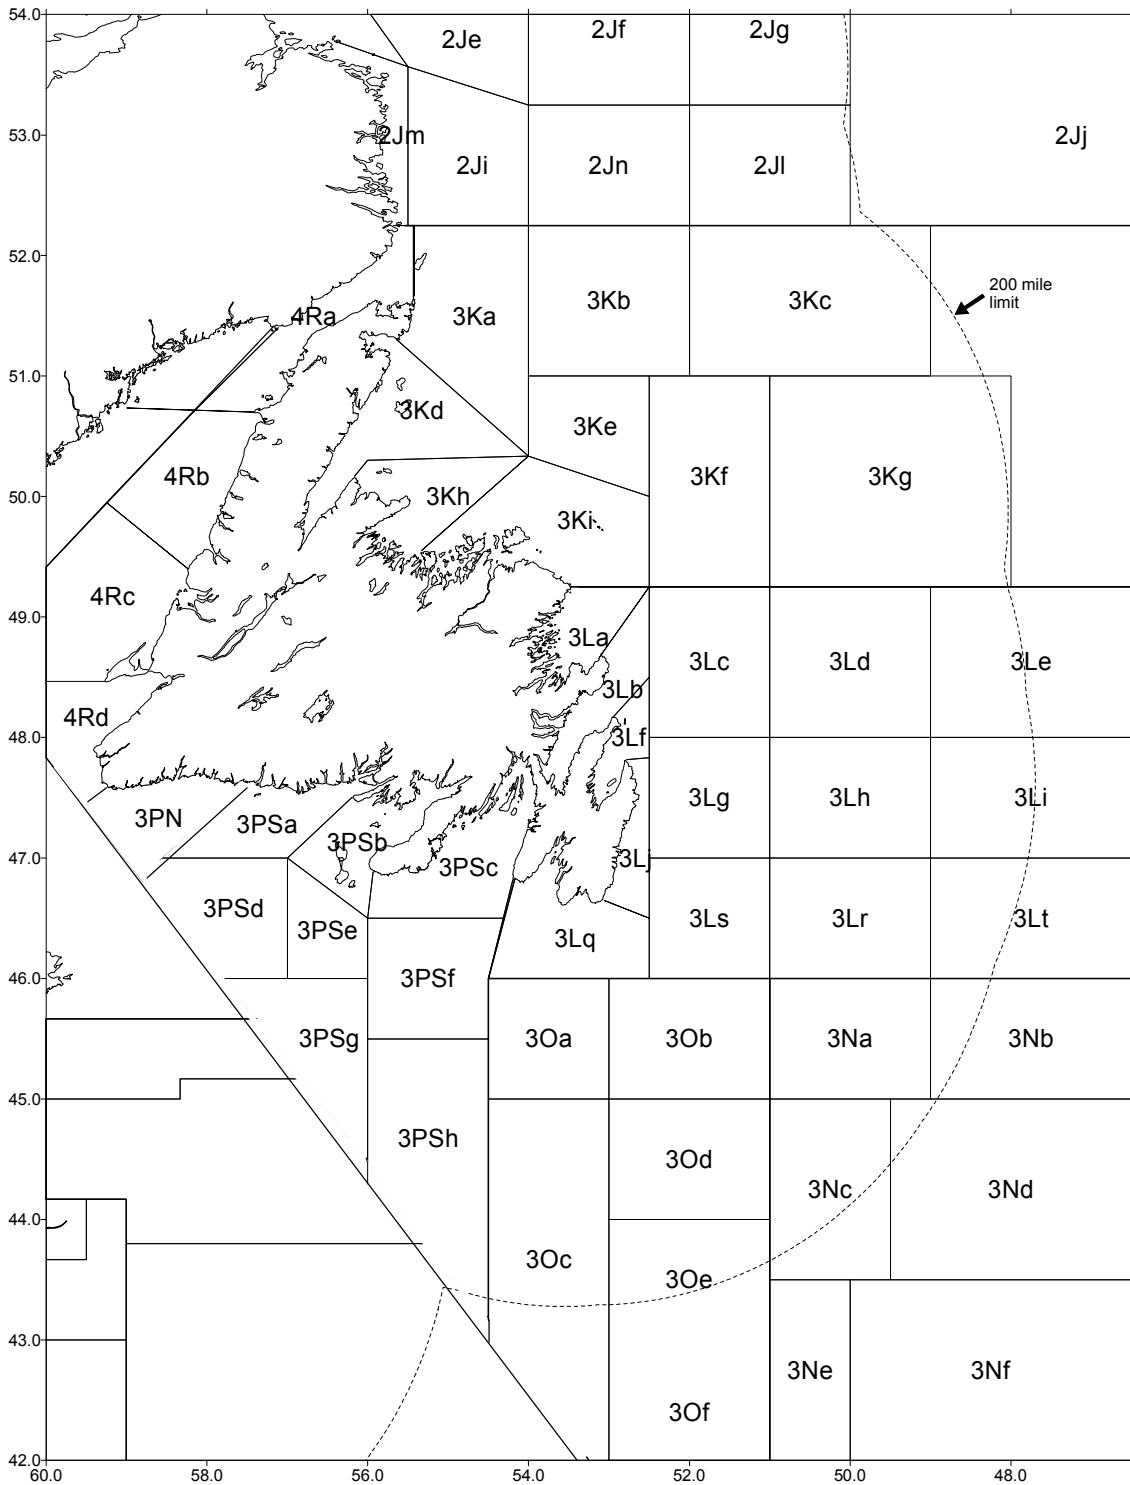 54.0
2Je
2Jf
2Jg
53.0
2Jm
2Ji
2Jn
2Jl
2Jj
52.0
4Ra
3Ka
3Kb
3Kc
200 mile
limit
51.0
3Kd
3Ke
4Rb
3Kh
3Kf
3Kg
50.0
3Ki
4Rc
49.0
3La
3Lc
3Ld
3Le
3Lb
4Rd
3Lf
48.0
3PN
3PSa
3PSb
3Lg
3Lh
3Li
47.0
3PSc
3Lj
3PSd
3PSe
3Lq
3Ls
3Lr
3Lt
46.0
3PSf
3PSg
3Oa
3Ob
3Na
3Nb
45.0
3PSh
3Od
3Nc
3Nd
44.0
3Oc
3Oe
43.0
3Ne
3Nf
3Of
42.0
60.0 58.0 56.0 54.0 52.0 50.0 48.0